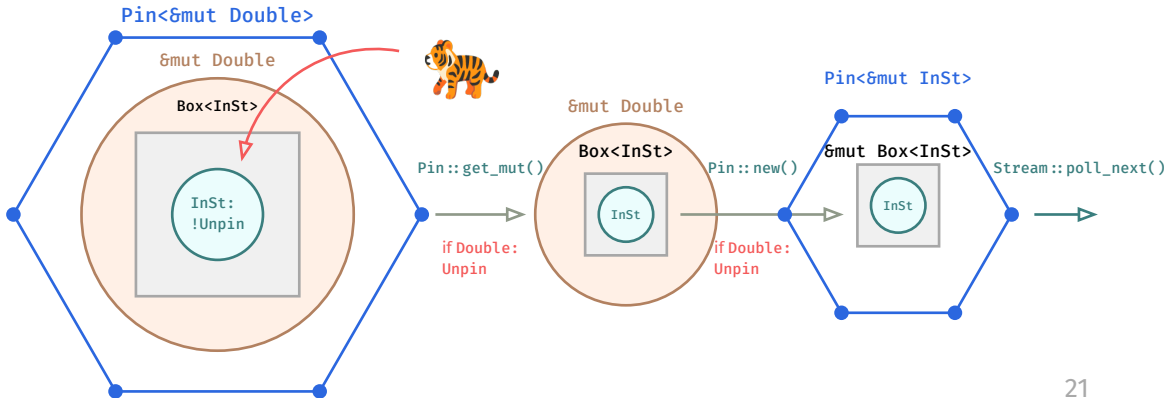 Pin<&mut Double>
&mut Double
Box<InSt>
InSt:
!Unpin
Pin::get_mut()
if Double:
Unpin
&mut Double
Box<InSt>
InSt
Pin::new()
if Double:
Unpin
Pin<&mut InSt>
&mut Box<InSt>
InSt
Stream::poll_next()
21